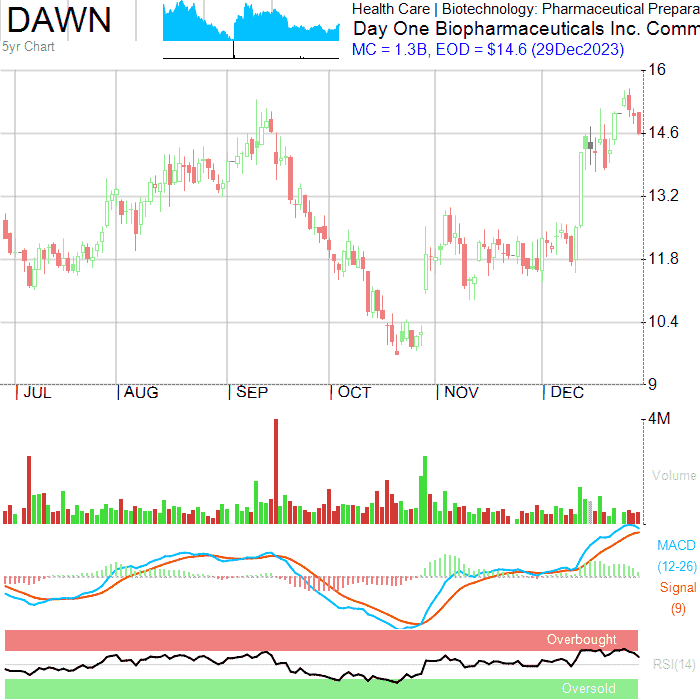 DAWN
5yr Chart
Health Care | Biotechnology: Pharmaceutical Prepara
Day One Biopharmaceuticals Inc. Comm
MC = 1.3B, EOD = $14.6 (29Dec2023)
16
14.6
13.2
11.8
10.4
9
JUL
AUG
SEP
OCT
NOV
DEC
4M
Volume
MACD
(12-26)
Signal
(9)
Overbought
RSI(14)
Oversold